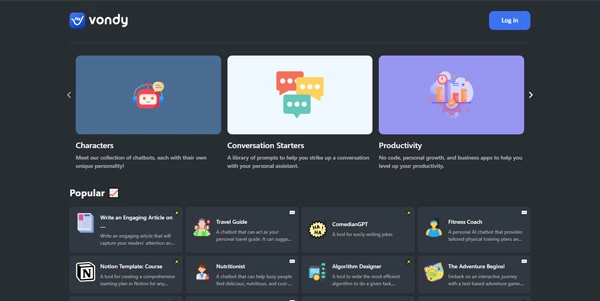 vondy
Log in
Characters
Meet our collection of chatbots, each with their own
unique personality!
Conversation Starters
A library of prompts to help you strike up a conversation
with your personal assistant.
Productivity
No code, personal growth, and business apps to help you
level up your productivity.
Popular
Write an Engaging Article on
...
Write an engaging article that will
capture your readers' attention an...
Travel Guide
A chatbot that can act as your
personal travel guide. It can sugges...
HA
HA
ComedianGPT
A tool for easily writing jokes
Fitness Coach
A personal AI chatbot that provides
tailored physical training plans an...
Notion Template: Course
A tool for creating a comprehensive
learning plan in Notion for any...
Nutritionist
A chatbot that can help busy people
find delicious, nutritious, and cost-...
Algorithm Designer
A tool to write the most efficient
algorithm to do a given task,...
The Adventure Begins!
Embark on an interactive journey
with a text-based adventure game...